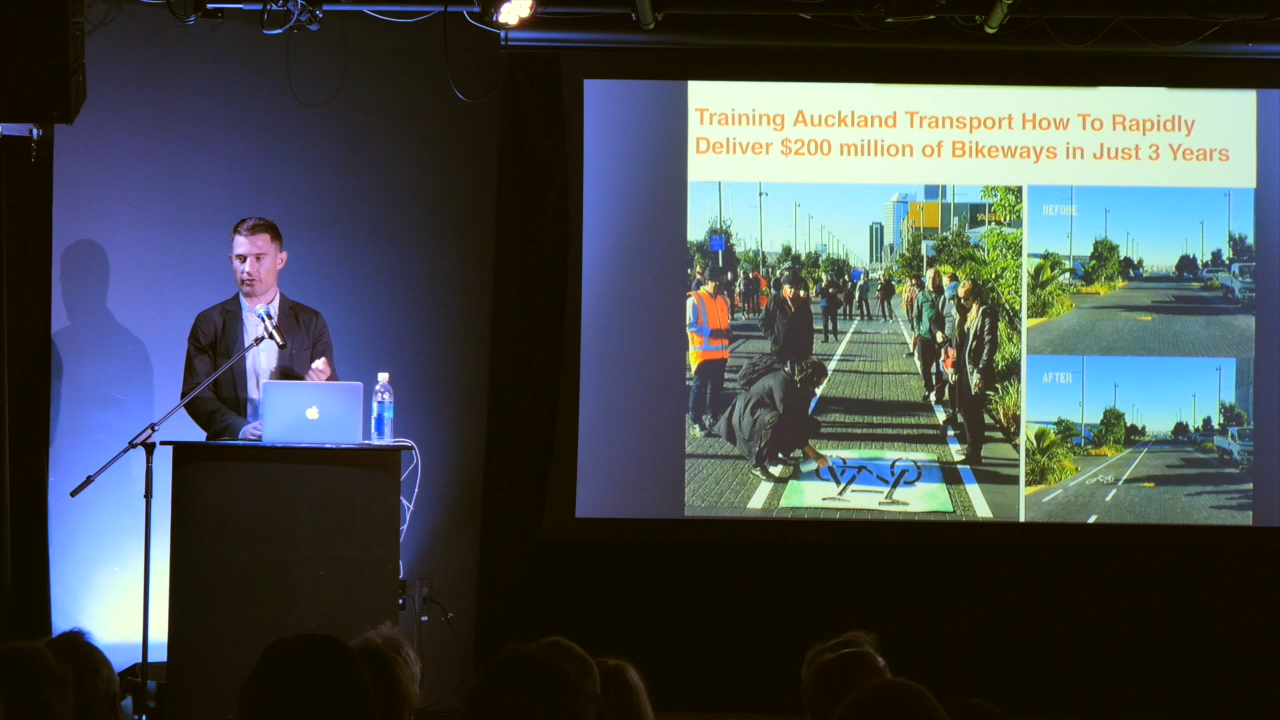 Training Auckland Transport How To Rapidly
Deliver $200 million of Bikeways in Just 3 Years
BEFORE
AFTER